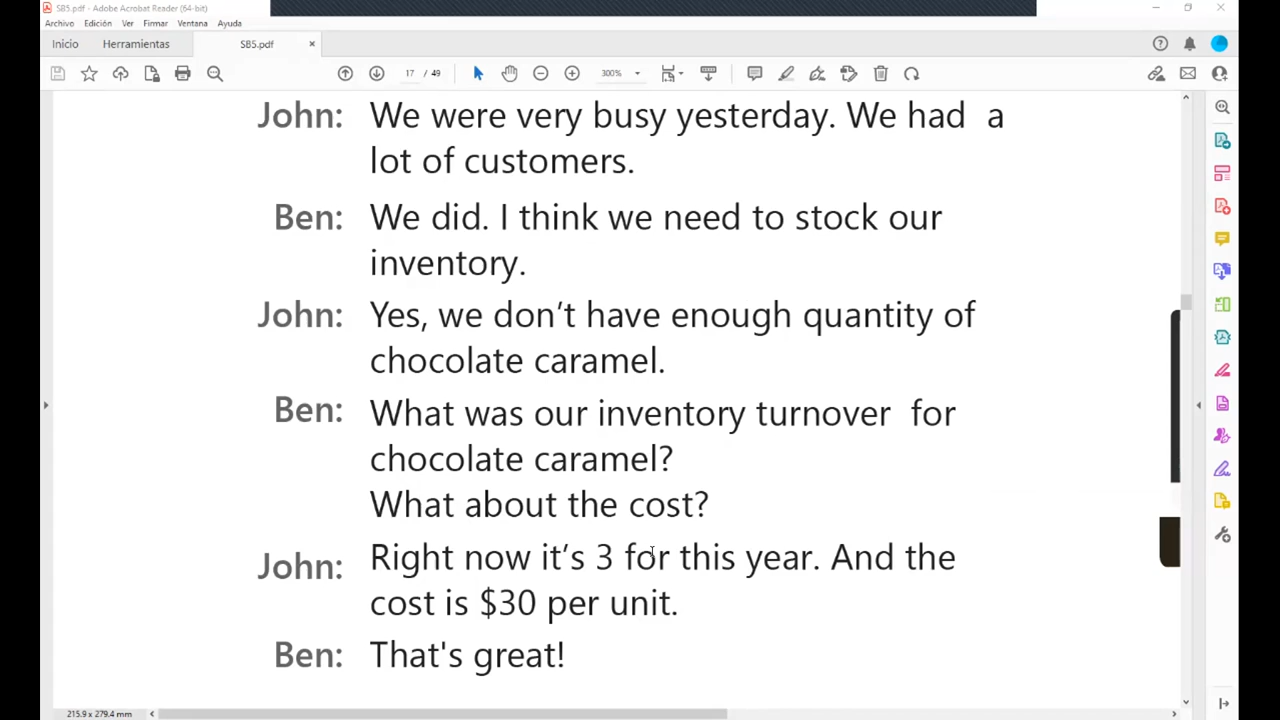 SB5.pdf - Adobe Acrobat Reader (64-bit)
Archivo Edición Ver Firmar Ventana Ayuda
Inicio Herramientas SB5.pdf ×
17 / 49 300%
John: We were very busy yesterday. We had a
lot of customers.
Ben: We did. I think we need to stock our
inventory.
John: Yes, we don’t have enough quantity of
chocolate caramel.
Ben: What was our inventory turnover for
chocolate caramel?
What about the cost?
John: Right now it’s 3 for this year. And the
cost is $30 per unit.
Ben: That's great!
215.9 x 279.4 mm